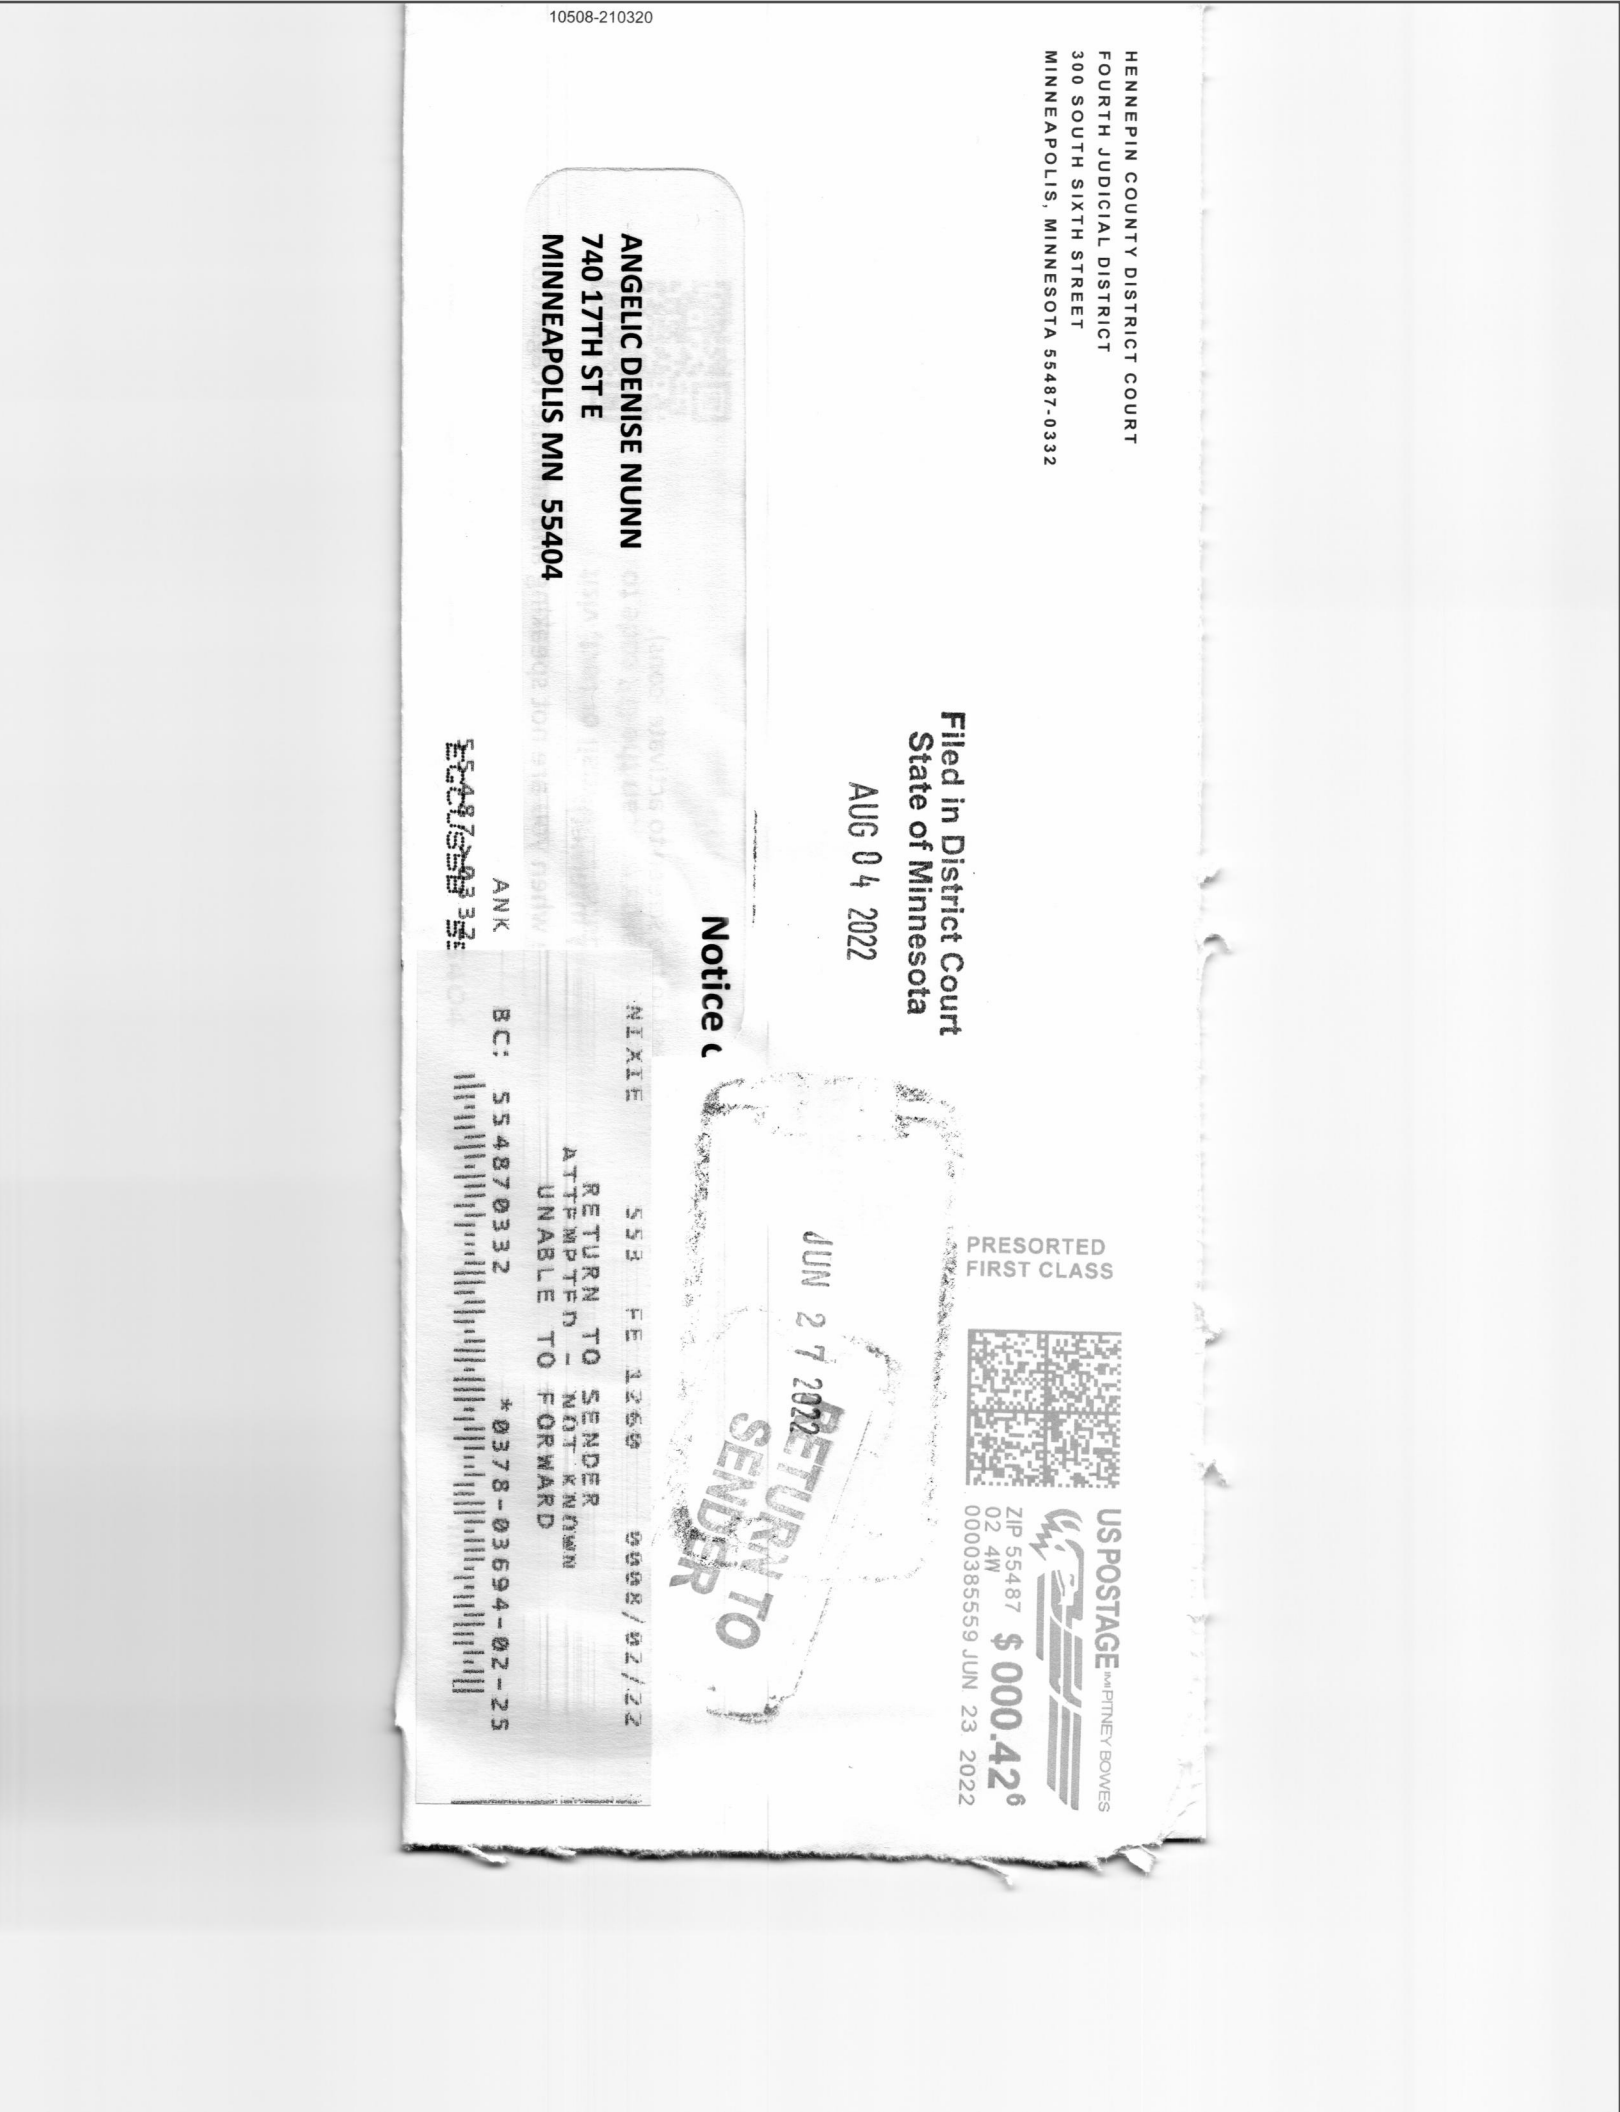 10508-210320
HENNEPIN COUNTY DISTRICT COURT
FOURTH JUDICIAL DISTRICT
300 SOUTH SIXTH STREET
MINNEAPOLIS, MINNESOTA 55487-0332
PRESORTED
FIRST CLASS
US POSTAGE IMI PITNEY BOWES
ZIP 55487 $ 000.42⁶
02 4W
0000385559 JUN 23 2022
Filed in District Court
State of Minnesota
AUG 04 2022
JUN 27 2022
RETURN TO
SENDER
Notice
ANGELIC DENISE NUNN
740 17TH ST E
MINNEAPOLIS MN 55404
NIXIE 553 FE 1260 0008/02/22
RETURN TO SENDER
ATTEMPTED - NOT KNOWN
UNABLE TO FORWARD
ANK
BC: 554870332 *0378-03694-02-25